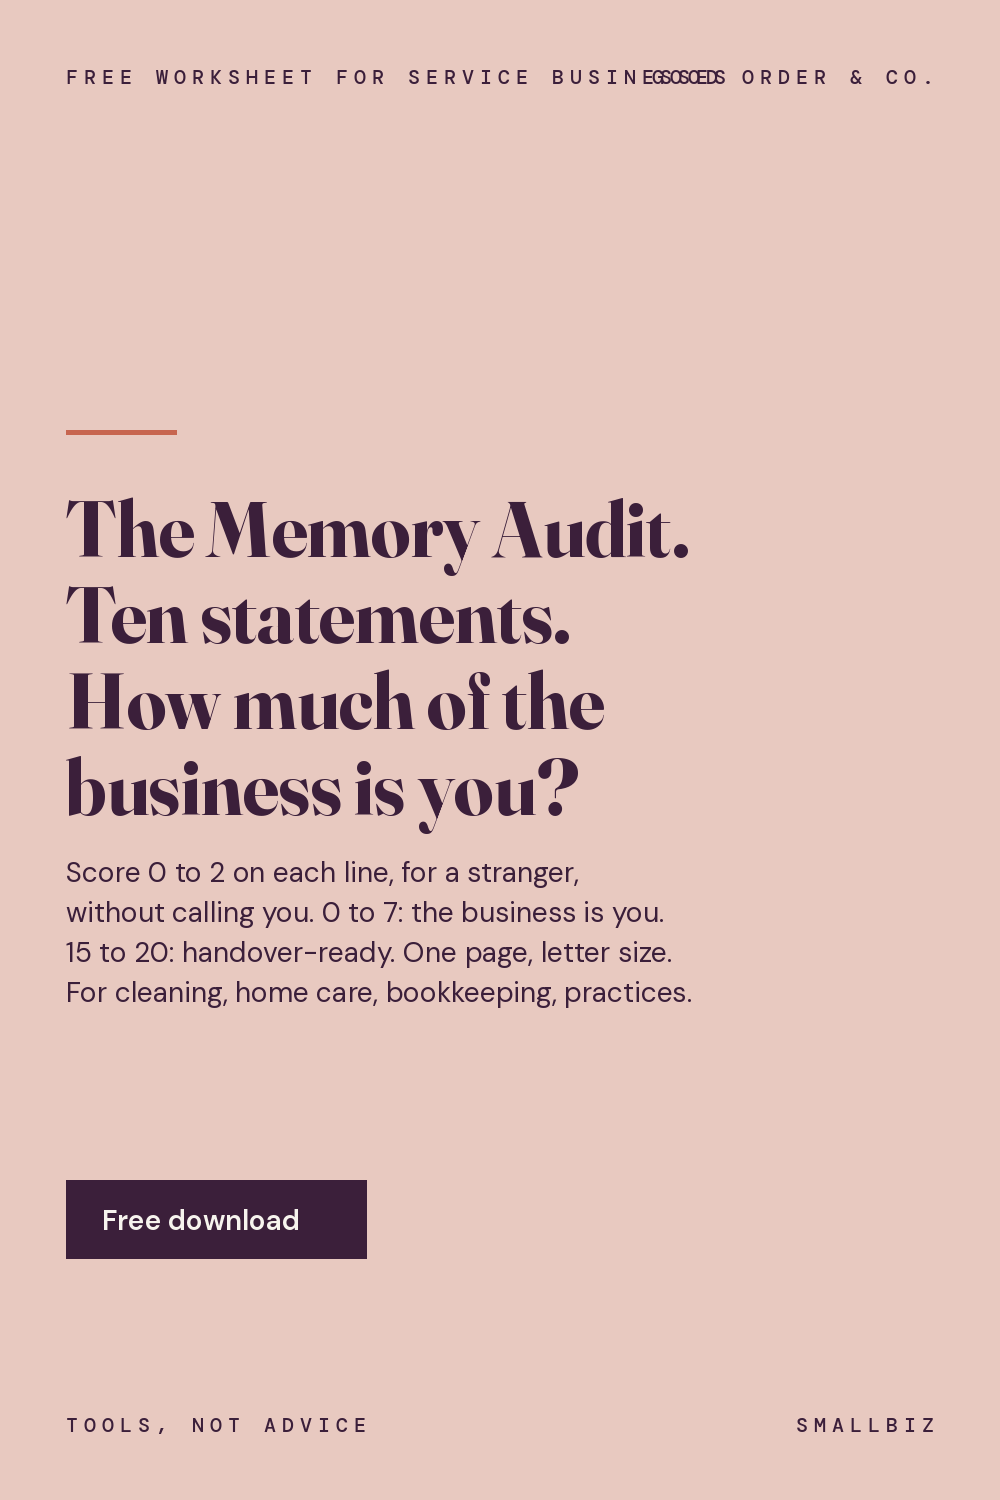 FREE WORKSHEET FOR SERVICE BUSINESSES
GOOD ORDER & CO.
The Memory Audit.
Ten statements.
How much of the
business is you?
Score 0 to 2 on each line, for a stranger,
without calling you. 0 to 7: the business is you.
15 to 20: handover-ready. One page, letter size.
For cleaning, home care, bookkeeping, practices.
Free download
TOOLS, NOT ADVICE
SMALLBIZ